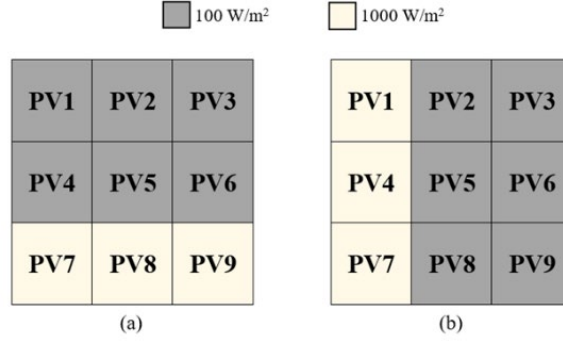 100 W/m² 1000 W/m²
PV1 PV2 PV3 PV1 PV2 PV3
PV4 PV5 PV6 PV4 PV5 PV6
PV7 PV8 PV9 PV7 PV8 PV9
(a) (b)